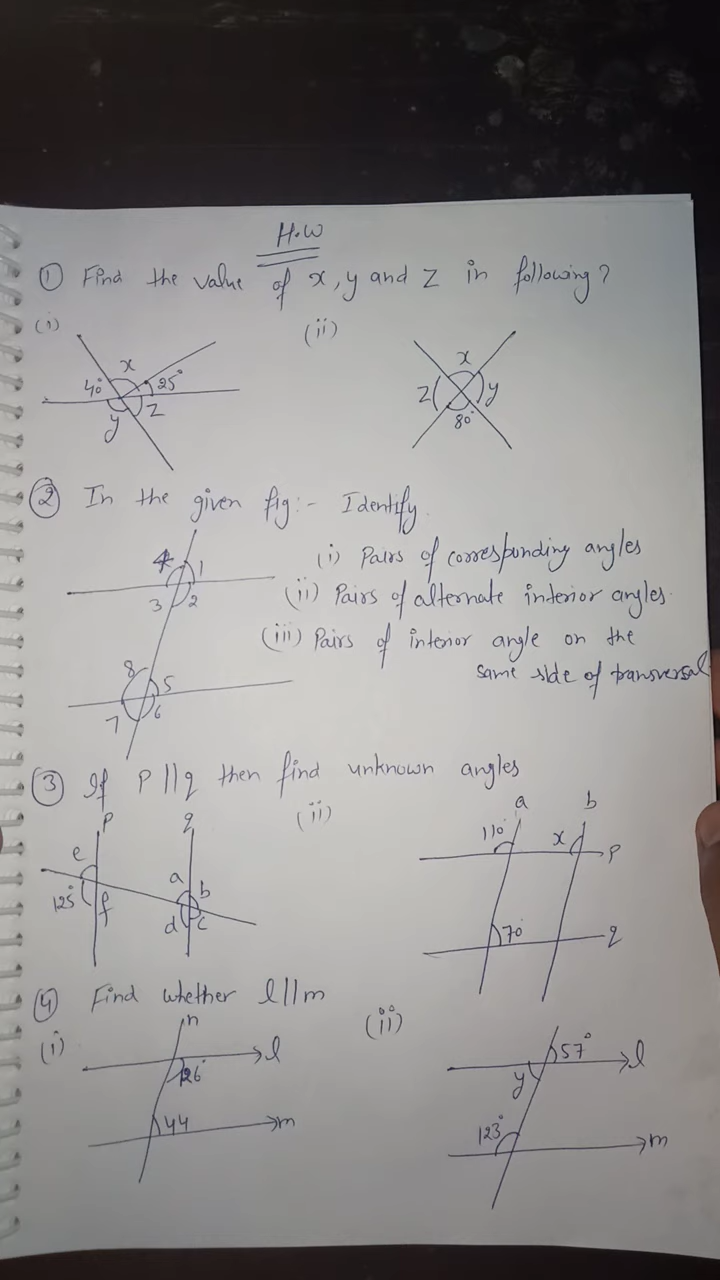 H.W
① Find the value of x, y and z in following?
(i) (ii)
40° x 25° y z
x z y 80°
② In the given fig:- Identify.
(i) Pairs of corresponding angles
(ii) Pairs of alternate interior angles.
(iii) Pairs of interior angle on the
same side of transversal
4 1
3 2
8 5
7 6
③ If P || q then find unknown angles
(ii)
p q
e a b
125° f d c
a b
110° x p
70° q
④ Find whether l || m
(i) (ii)
n
l
126°
44 m
57° l
y
123° m